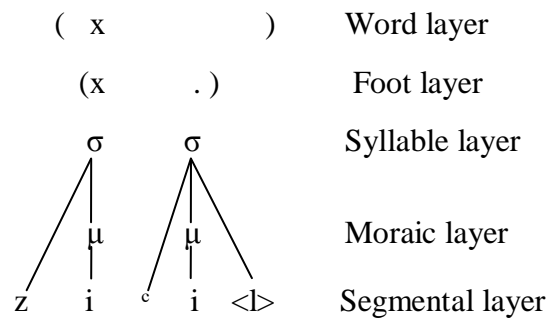 ( x ) Word layer
(x . ) Foot layer
σ σ Syllable layer
μ μ Moraic layer
z i ᶜ i <l> Segmental layer